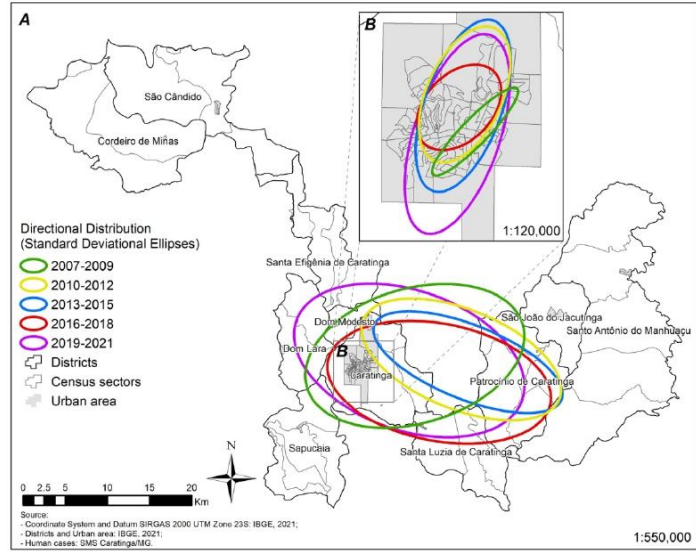 A
B
São Cândido
Cordeiro de Miñas
1:120,000
Directional Distribution
(Standard Deviational Ellipses)
2007-2009
2010-2012
2013-2015
2016-2018
2019-2021
Districts
Census sectors
Urban area
Santa Efigênia de Caratinga
São João do Jacutinga
Santo Antônio do Manhuaçu
Dom Modesto
Dom Lara
B
Caratinga
Patrocínio de Caratinga
Santa Luzia de Caratinga
Sapucaia
N
0 2.5 5 10 15 20
Km
Source:
- Coordinate System and Datum SIRGAS 2000 UTM Zone 23S: IBGE, 2021;
- Districts and Urban area: IBGE, 2021;
- Human cases: SMS Caratinga/MG.
1:550,000